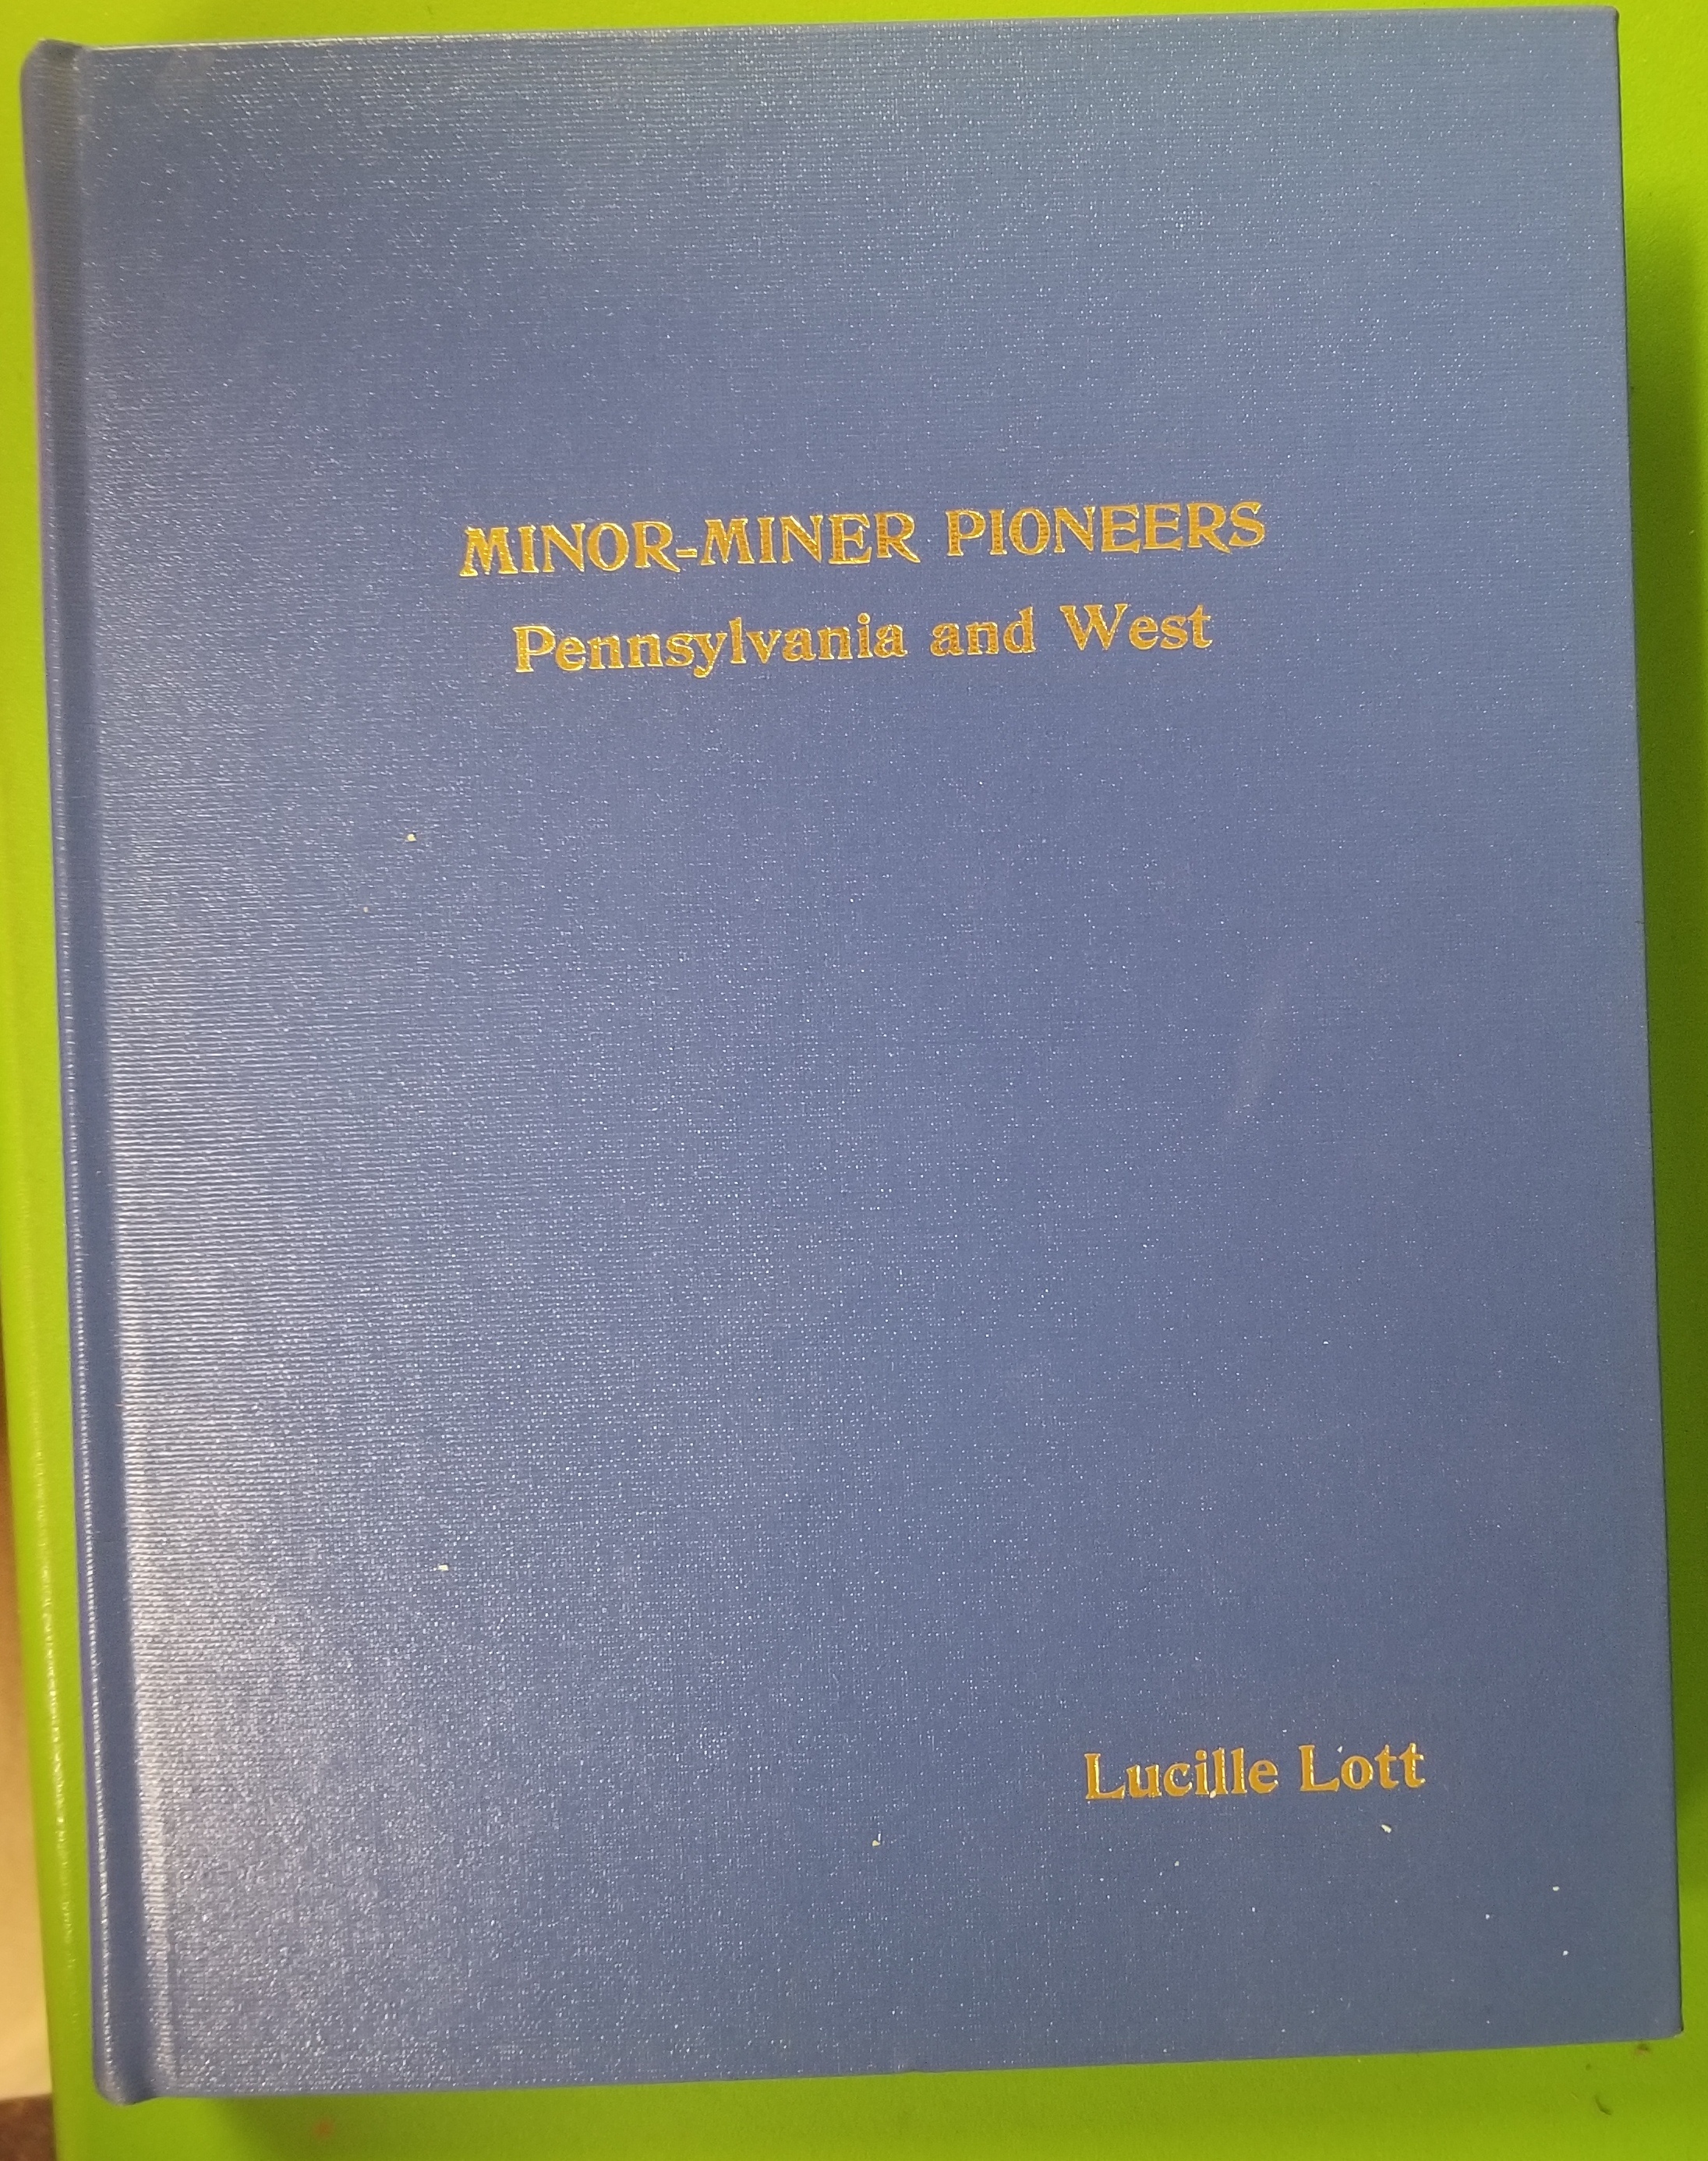 MINOR-MINER PIONEERS
Pennsylvania and West
Lucille Lott